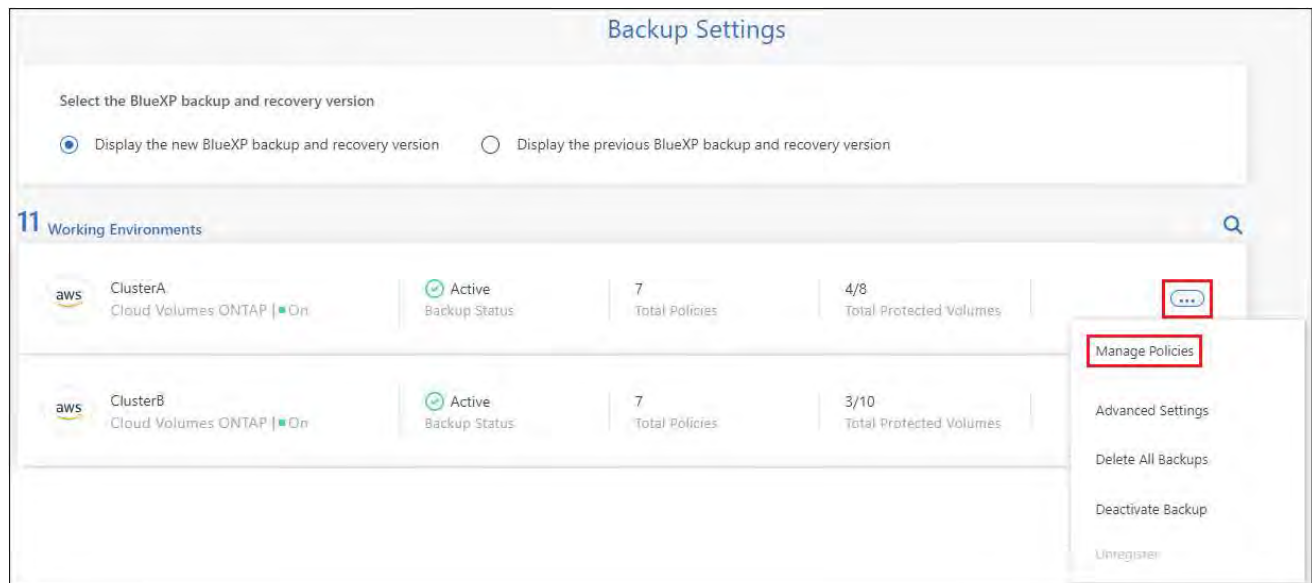 Backup Settings
Select the BlueXP backup and recovery version
Display the new BlueXP backup and recovery version Display the previous BlueXP backup and recovery version
11 Working Environments
aws ClusterA Active 7 4/8 ...
Cloud Volumes ONTAP | On Backup Status Total Policies Total Protected Volumes
Manage Policies
aws ClusterB Active 7 3/10
Cloud Volumes ONTAP | On Backup Status Total Policies Total Protected Volumes
Advanced Settings
Delete All Backups
Deactivate Backup
Unregister